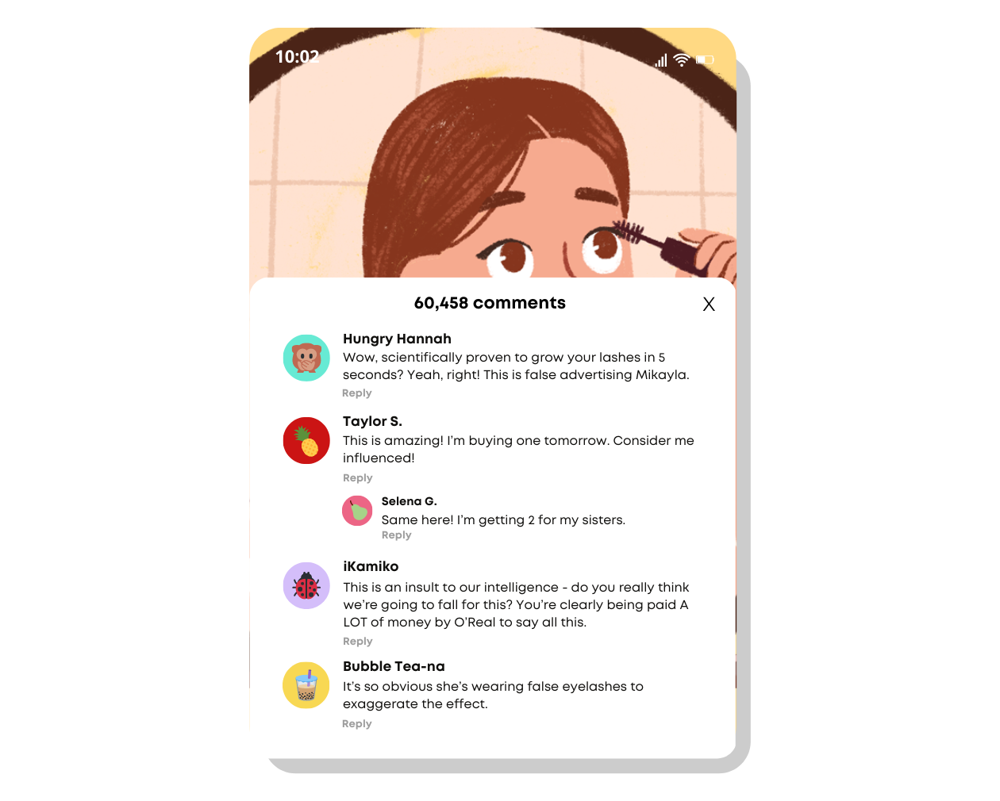 10:02
60,458 comments
X
Hungry Hannah
Wow, scientifically proven to grow your lashes in 5
seconds? Yeah, right! This is false advertising Mikayla.
Reply
Taylor S.
This is amazing! I'm buying one tomorrow. Consider me
influenced!
Reply
Selena G.
Same here! I'm getting 2 for my sisters.
Reply
iKamiko
This is an insult to our intelligence - do you really think
we're going to fall for this? You're clearly being paid A
LOT of money by O'Real to say all this.
Reply
Bubble Tea-na
It's so obvious she's wearing false eyelashes to
exaggerate the effect.
Reply